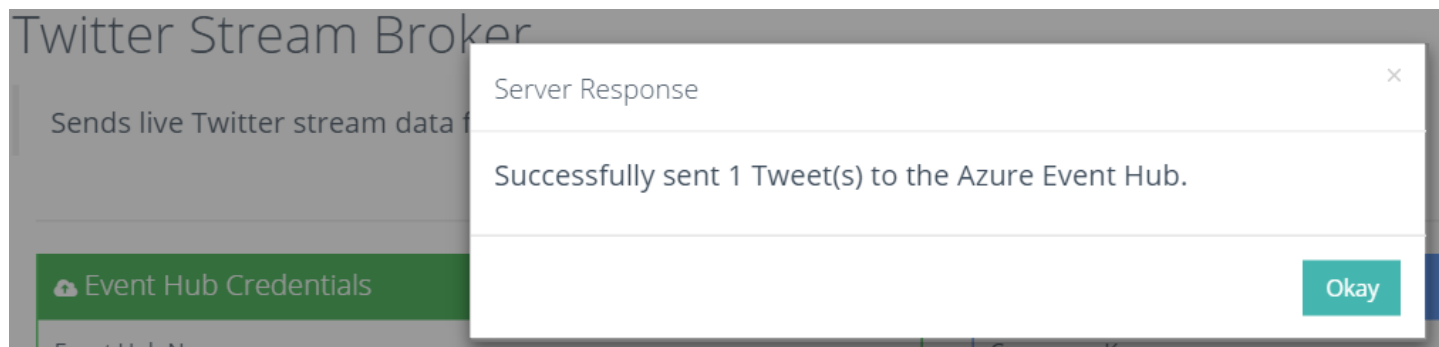 Twitter Stream Broker
Server Response
×
Sends live Twitter stream data
Successfully sent 1 Tweet(s) to the Azure Event Hub.
Event Hub Credentials
Okay